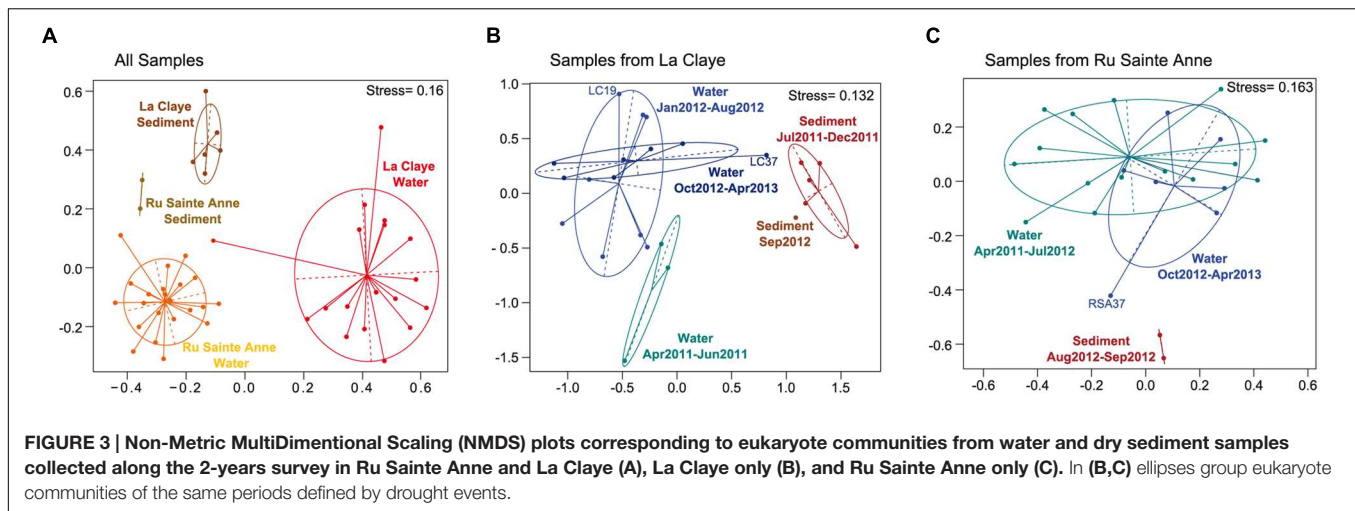 A
All Samples
Stress= 0.16
La Claye
Sediment
Ru Sainte Anne
Sediment
La Claye
Water
Ru Sainte Anne
Water
0.6
0.4
0.2
0.0
-0.2
−0.4 −0.2 0.0 0.2 0.4 0.6
B
Samples from La Claye
Stress= 0.132
LC19
Water
Jan2012-Aug2012
Sediment
Jul2011-Dec2011
LC37
Water
Oct2012-Apr2013
Sediment
Sep2012
Water
Apr2011-Jun2011
1.0
0.5
0.0
-0.5
-1.0
-1.5
-1.0 -0.5 0.0 0.5 1.0 1.5
C
Samples from Ru Sainte Anne
Stress= 0.163
Water
Apr2011-Jul2012
Water
Oct2012-Apr2013
RSA37
Sediment
Aug2012-Sep2012
0.2
0.0
-0.2
-0.4
-0.6
-0.6 -0.4 -0.2 0.0 0.2 0.4
FIGURE 3 | Non-Metric MultiDimentional Scaling (NMDS) plots corresponding to eukaryote communities from water and dry sediment samples
collected along the 2-years survey in Ru Sainte Anne and La Claye (A), La Claye only (B), and Ru Sainte Anne only (C). In (B,C) ellipses group eukaryote
communities of the same periods defined by drought events.